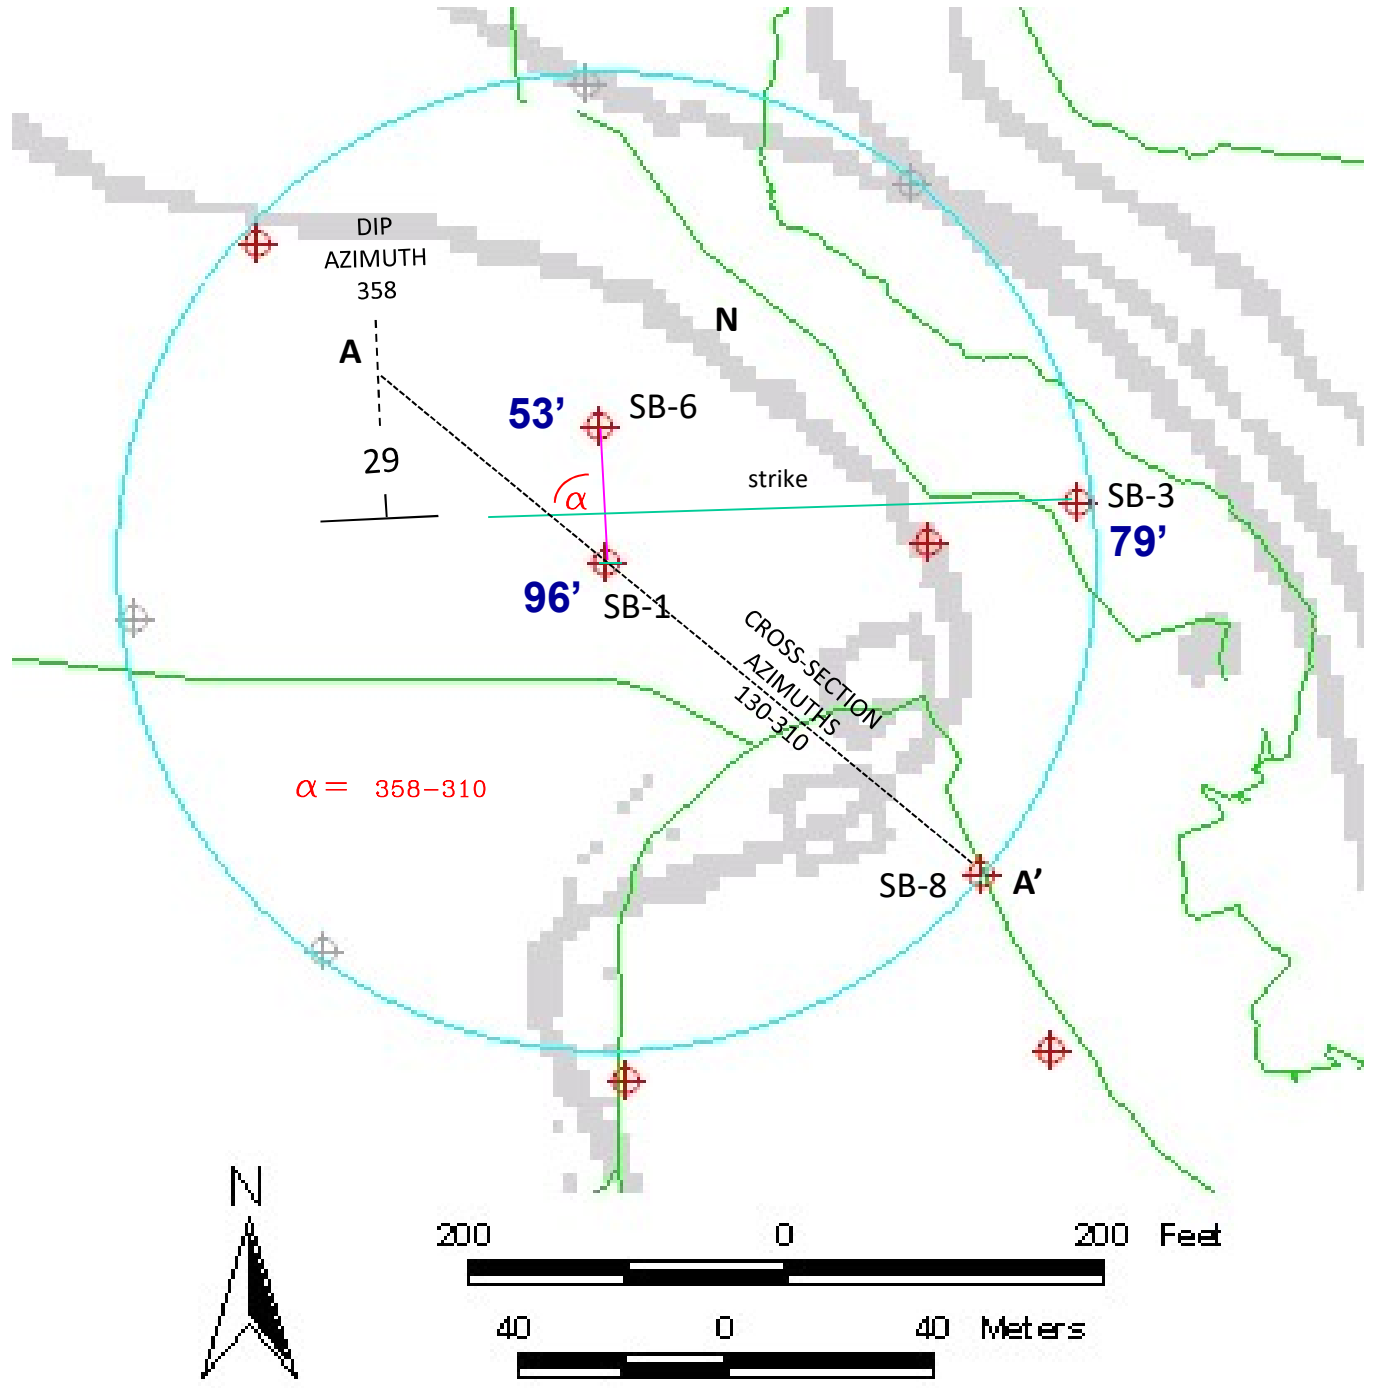 DIP
AZIMUTH
358
N
A
53’
SB-6
29
α
strike
SB-3
79’
96’
SB-1
CROSS-SECTION
AZIMUTHS
130-310
α= 358-310
SB-8
A’
N
200 0 200 Feet
40 0 40 Meters